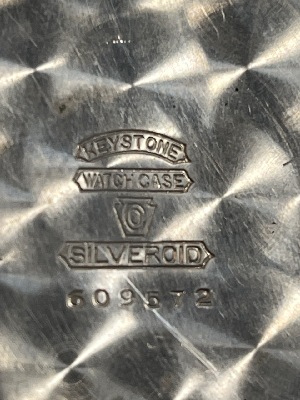 KEYSTONE
WATCH CASE
SILVEROID
609572